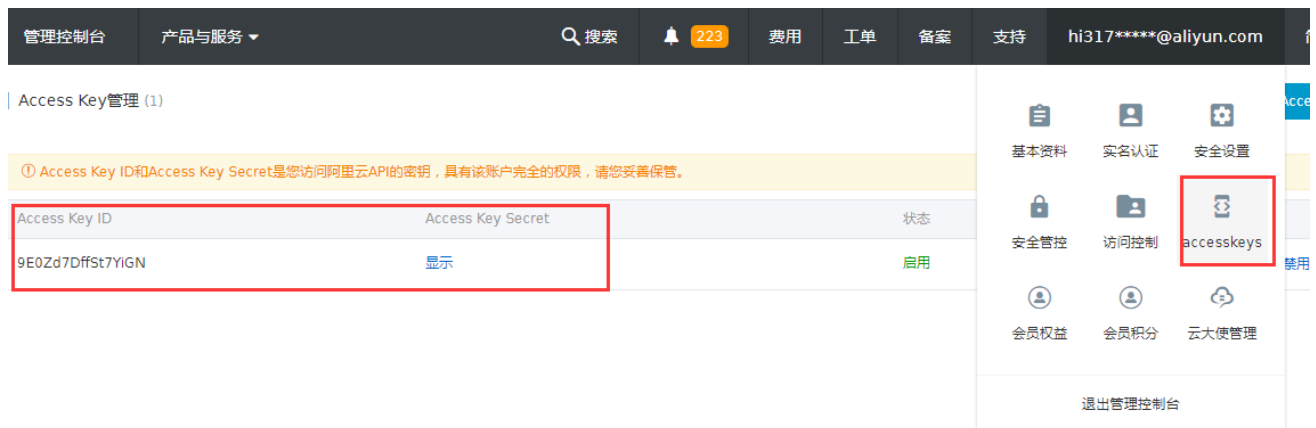 管理控制台 产品与服务 搜索 223 费用 工单 备案 支持 hi317*****@aliyun.com
Access Key管理 (1)
基本资料 实名认证 安全设置
Access Key ID和Access Key Secret是您访问阿里云API的密钥，具有该账户完全的权限，请您妥善保管。
Access Key ID Access Key Secret 状态
安全管控 访问控制 accesskeys
9E0Zd7DffSt7YiGN 显示 启用 禁用
会员权益 会员积分 云大使管理
退出管理控制台